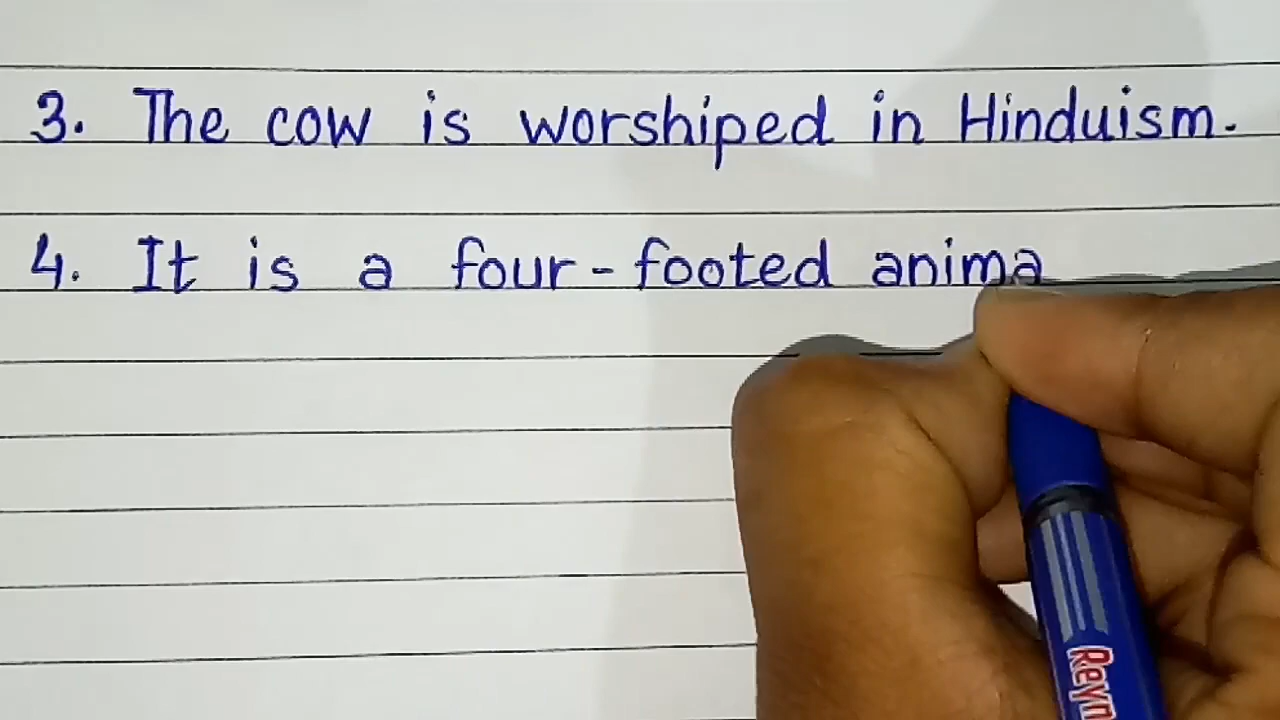 3. The cow is worshiped in Hinduism.
4. It is a four-footed anima
Reyn